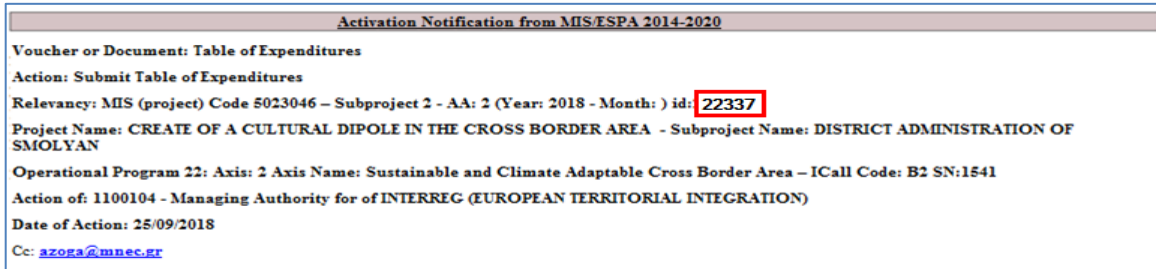 Activation Notification from MIS/ESPA 2014-2020
Voucher or Document: Table of Expenditures
Action: Submit Table of Expenditures
Relevancy: MIS (project) Code 5023046 – Subproject 2 - AA: 2 (Year: 2018 - Month: ) id: 22337
Project Name: CREATE OF A CULTURAL DIPOLE IN THE CROSS BORDER AREA - Subproject Name: DISTRICT ADMINISTRATION OF
SMOLYAN
Operational Program 22: Axis: 2 Axis Name: Sustainable and Climate Adaptable Cross Border Area – ICall Code: B2 SN:1541
Action of: 1100104 - Managing Authority for of INTERREG (EUROPEAN TERRITORIAL INTEGRATION)
Date of Action: 25/09/2018
Cc: azoga@mnec.gr